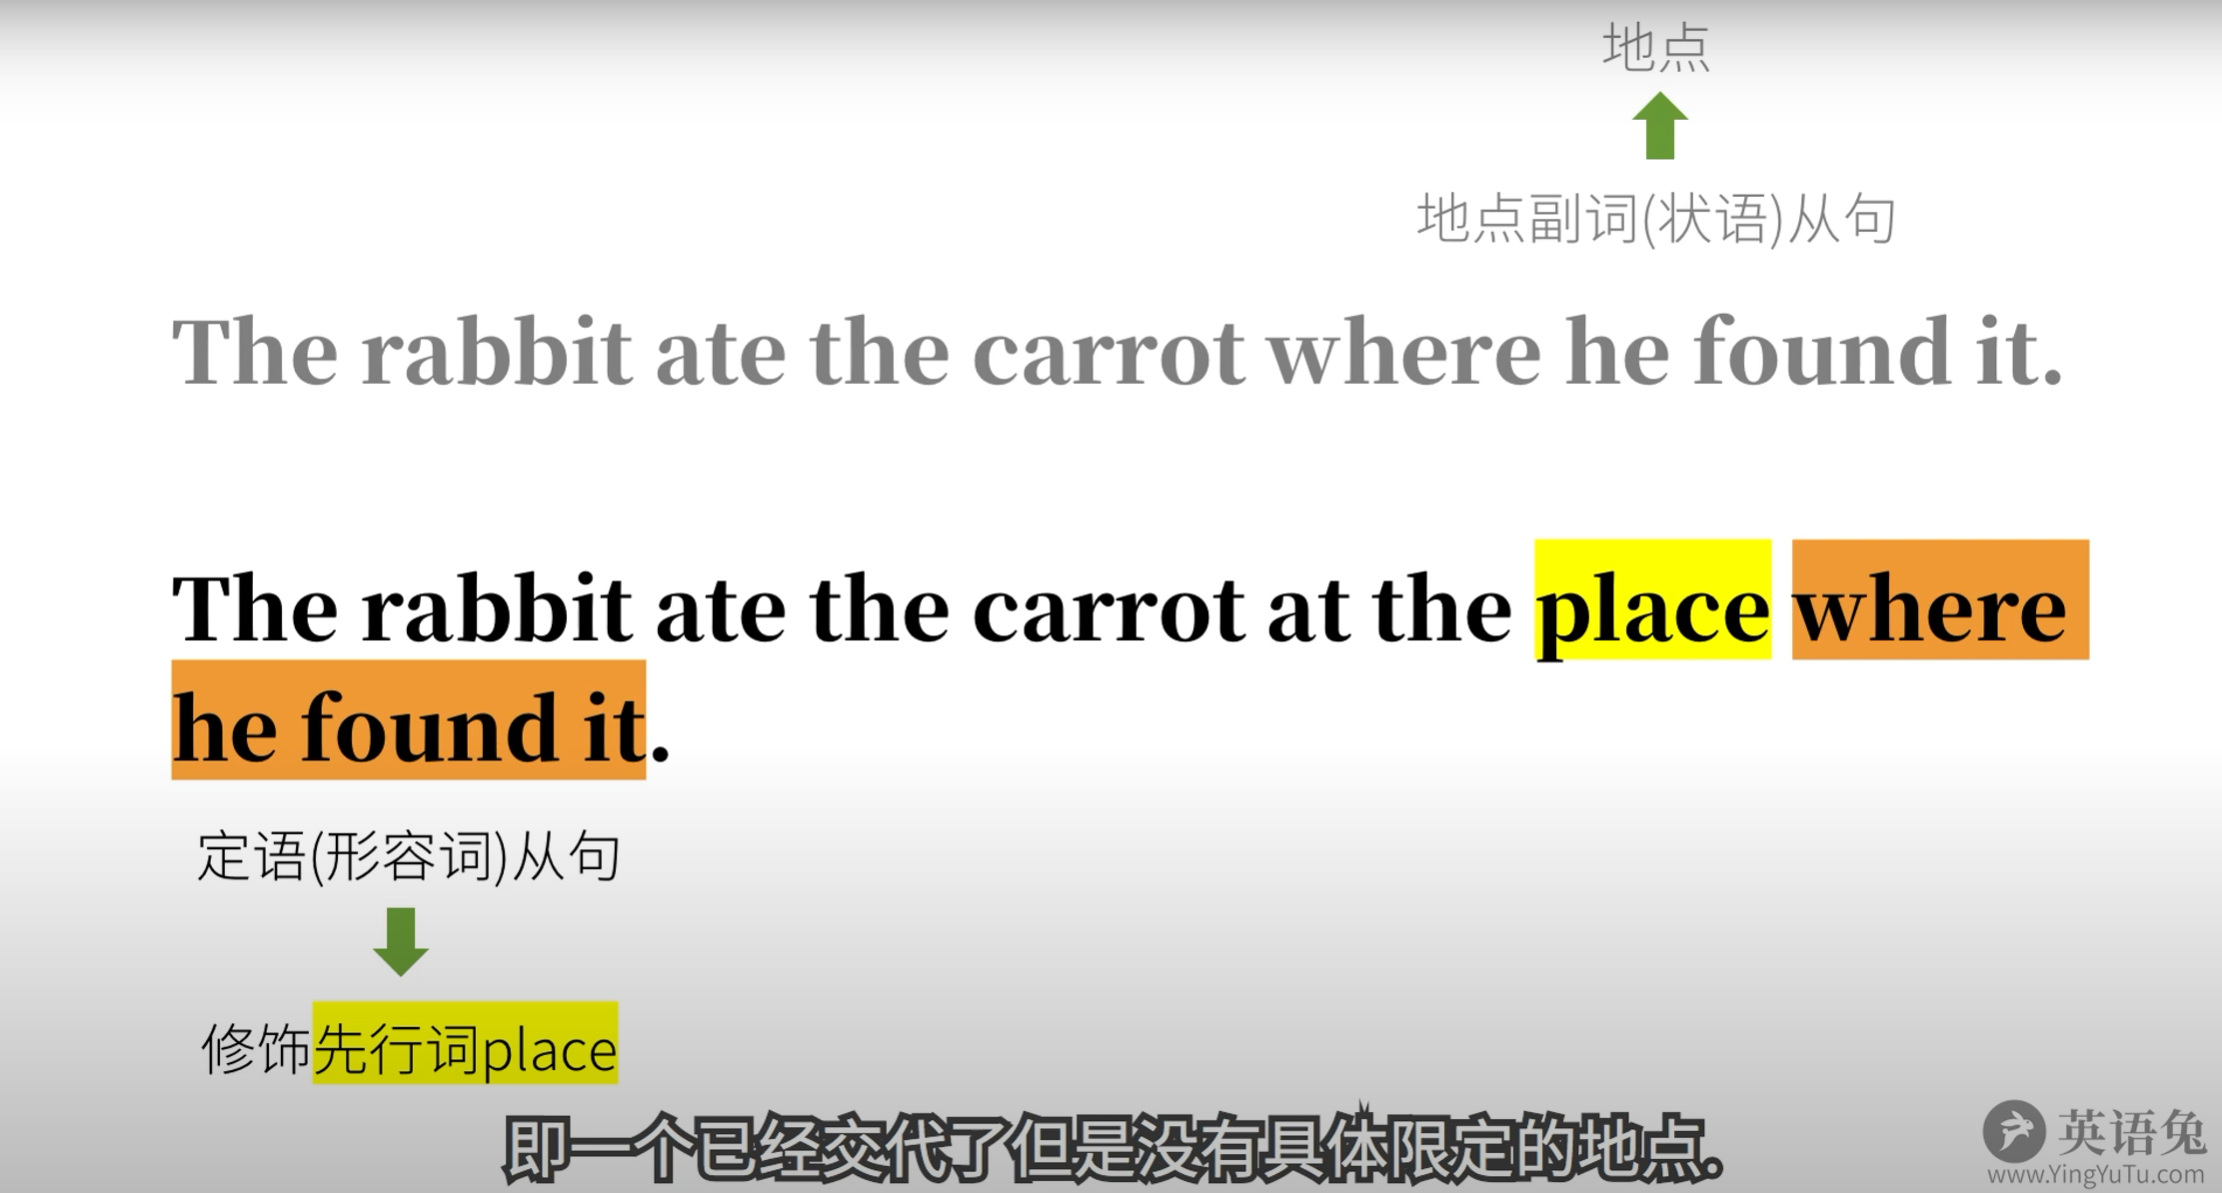 地点
地点副词(状语)从句
The rabbit ate the carrot where he found it.
The rabbit ate the carrot at the place where
he found it.
定语(形容词)从句
修饰先行词place
即一个已经交代了但是没有具体限定的地点。
英语兔
www.YingYuTu.com